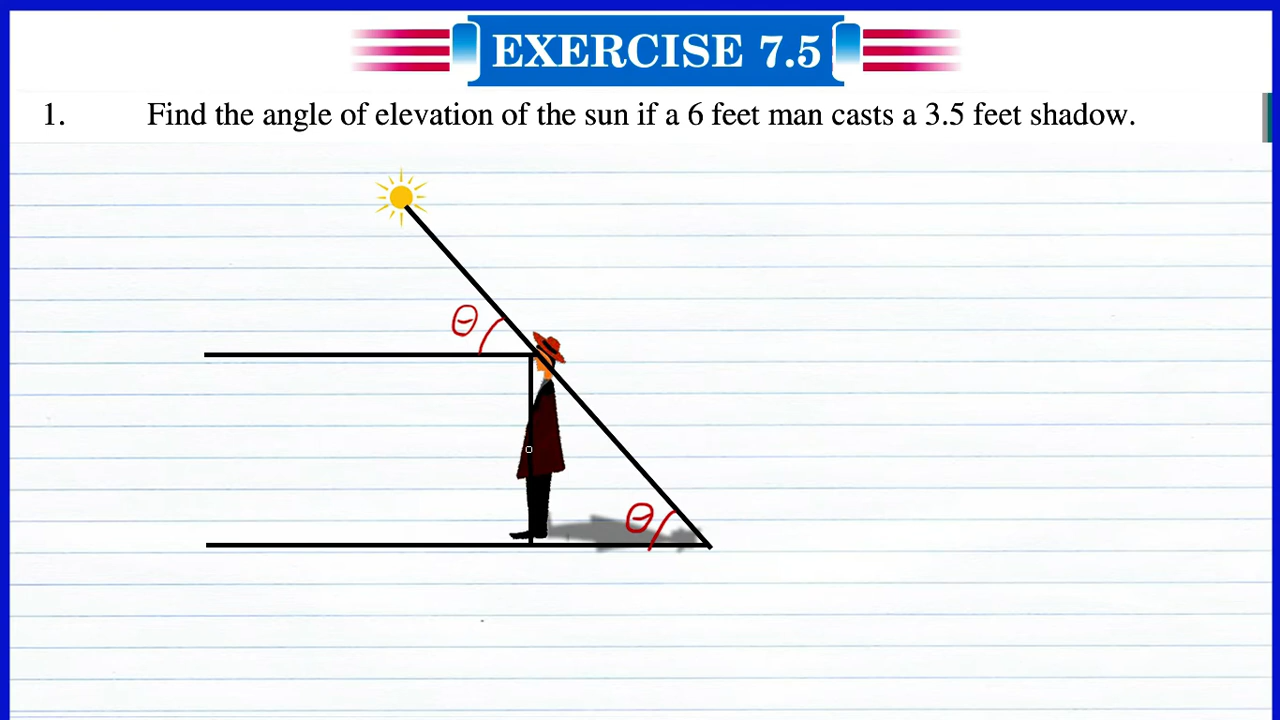 EXERCISE 7.5
1. Find the angle of elevation of the sun if a 6 feet man casts a 3.5 feet shadow.
θ
θ